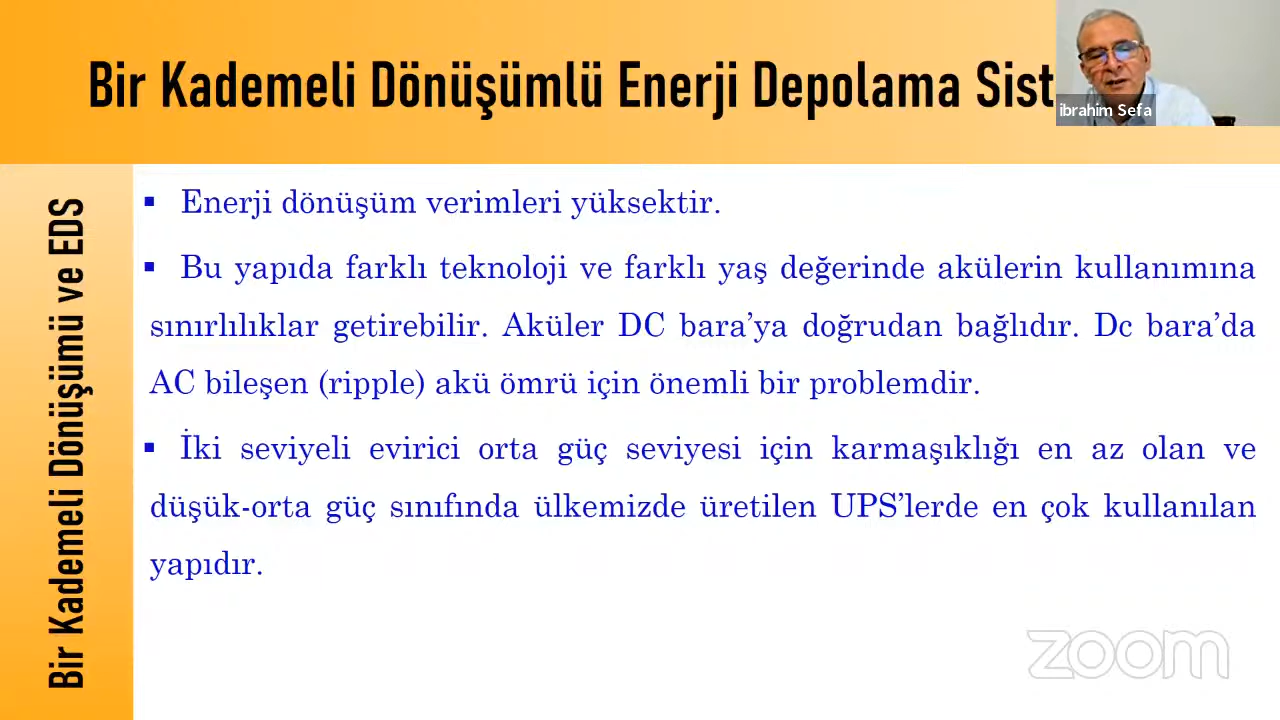 Bir Kademeli Dönüşümlü Enerji Depolama Sist
ibrahim Sefa
Bir Kademeli Dönüşümü ve EDS
▪ Enerji dönüşüm verimleri yüksektir.
▪ Bu yapıda farklı teknoloji ve farklı yaş değerinde akülerin kullanımına
sınırlılıklar getirebilir. Aküler DC bara’ya doğrudan bağlıdır. Dc bara’da
AC bileşen (ripple) akü ömrü için önemli bir problemdir.
▪ İki seviyeli evirici orta güç seviyesi için karmaşıklığı en az olan ve
düşük-orta güç sınıfında ülkemizde üretilen UPS’lerde en çok kullanılan
yapıdır.
zoom